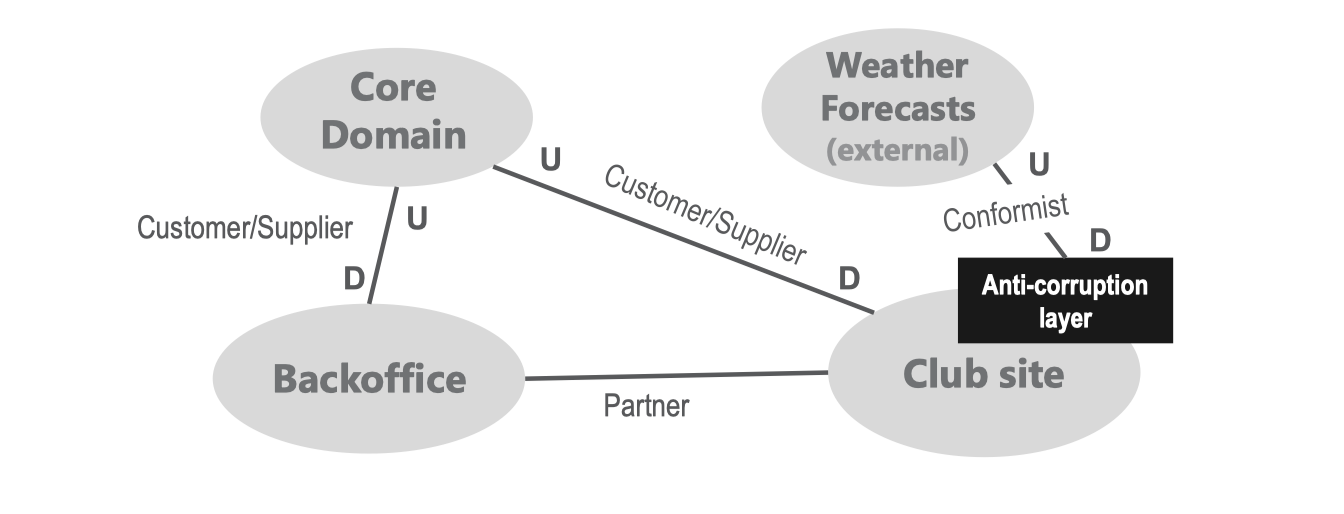 Core
Domain
Weather
Forecasts
(external)
U
Customer/Supplier
U
Conformist
Customer/Supplier
U
D
D
D
Anti-corruption
layer
Backoffice
Club site
Partner